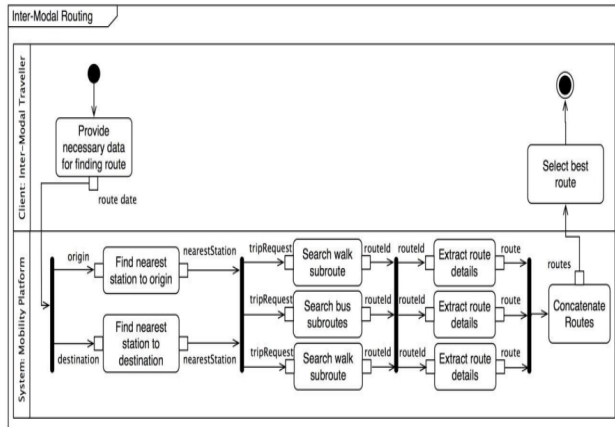 Inter-Modal Routing
Client: Inter-Modal Traveller
Provide
necessary data
for finding route
route date
Select best
route
System: Mobility Platform
origin
Find nearest
station to origin
nearestStation
destination
Find nearest
station to
destination
nearestStation
tripRequest
Search walk
subroute
routeId
tripRequest
Search bus
subroutes
routeId
tripRequest
Search walk
subroute
routeId
routeId
Extract route
details
route
routeId
Extract route
details
route
routeId
Extract route
details
route
routes
Concatenate
Routes